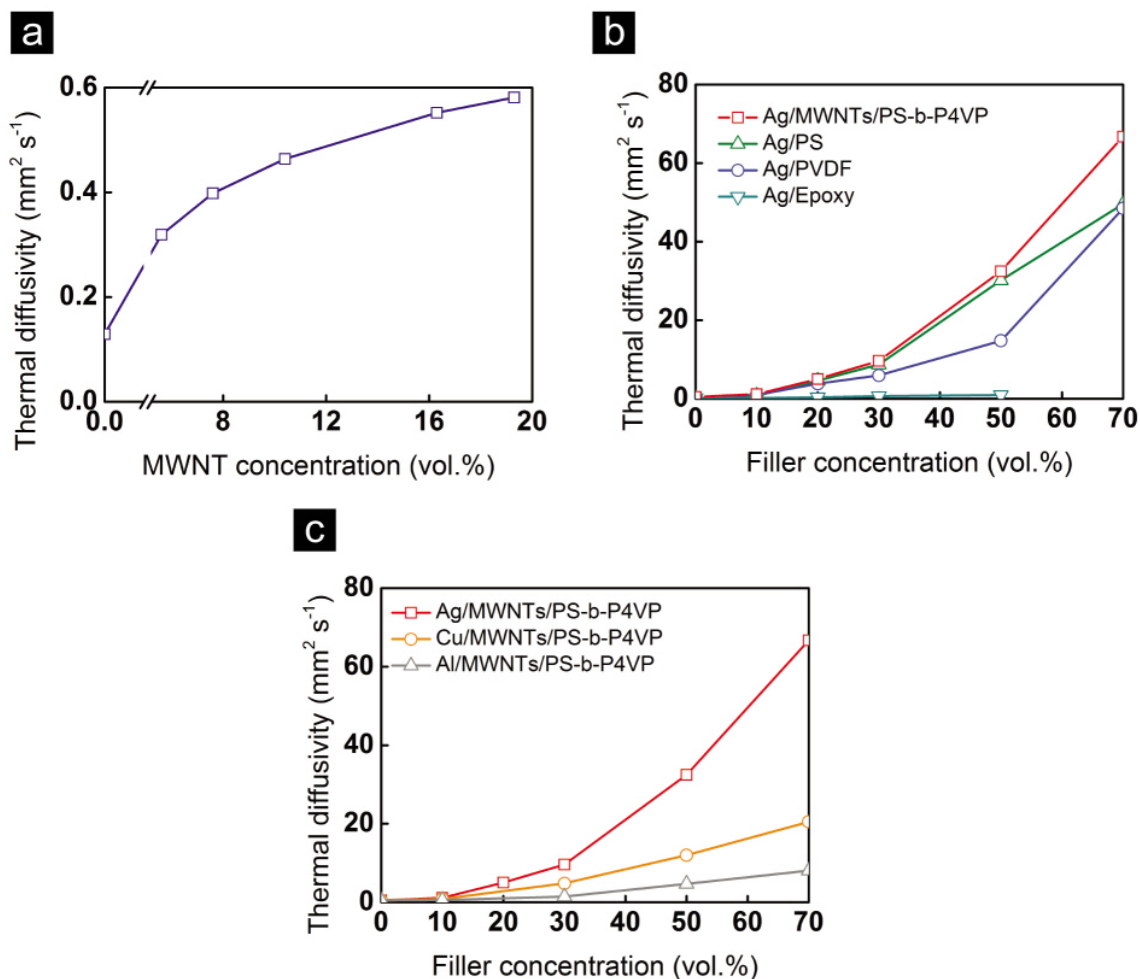 a
Thermal diffusivity (mm² s⁻¹)
0.6
0.4
0.2
0.0
0.0 8 12 16 20
MWNT concentration (vol.%)
b
Thermal diffusivity (mm² s⁻¹)
80
60
40
20
0
Ag/MWNTs/PS-b-P4VP
Ag/PS
Ag/PVDF
Ag/Epoxy
0 10 20 30 40 50 60 70
Filler concentration (vol.%)
c
Thermal diffusivity (mm² s⁻¹)
80
60
40
20
0
Ag/MWNTs/PS-b-P4VP
Cu/MWNTs/PS-b-P4VP
Al/MWNTs/PS-b-P4VP
0 10 20 30 40 50 60 70
Filler concentration (vol.%)